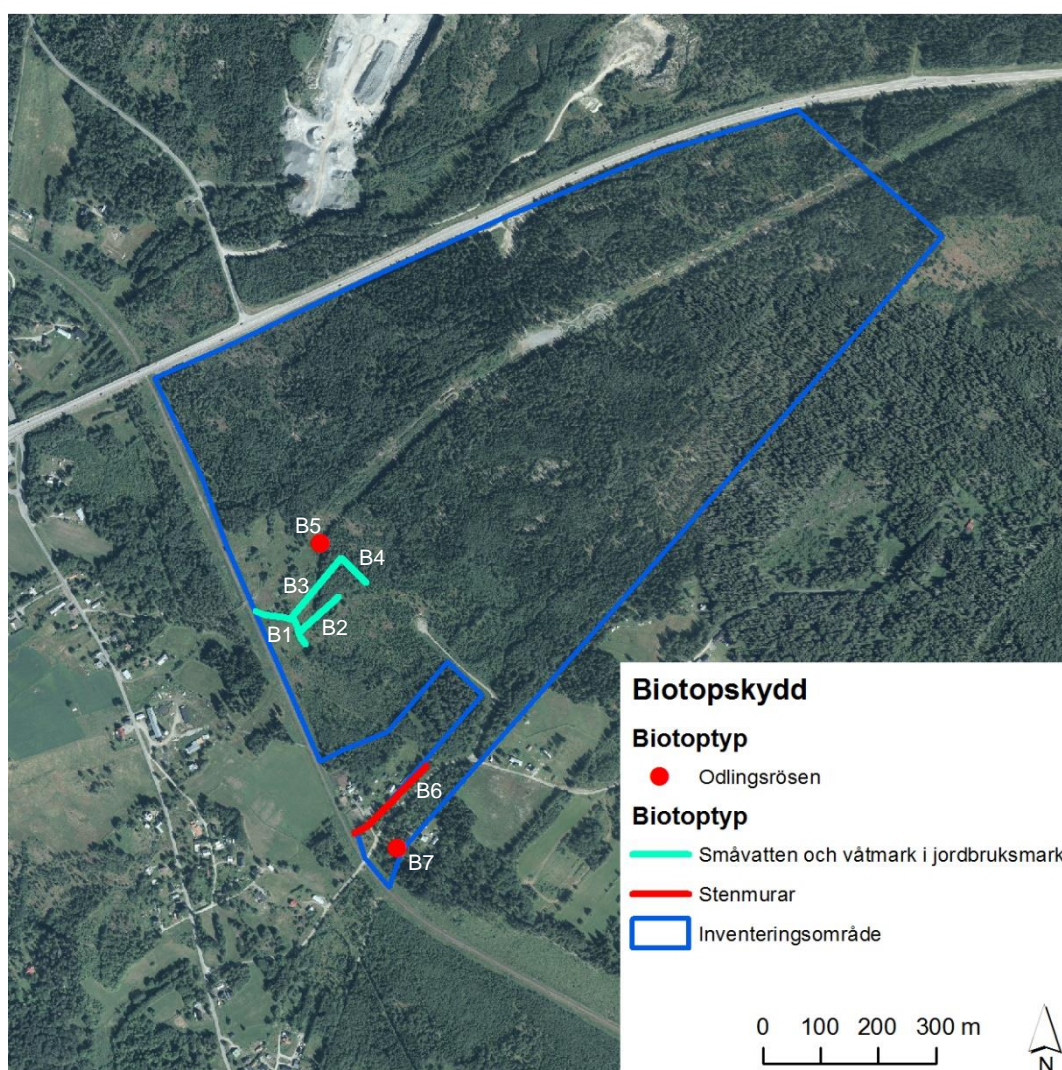 B5
B4
B3
B2
B1
B6
B7
Biotopskydd
Biotoptyp
Odlingsrösen
Biotoptyp
Småvatten och våtmark i jordbruksmark
Stenmurar
Inventeringsområde
0 100 200 300 m
N